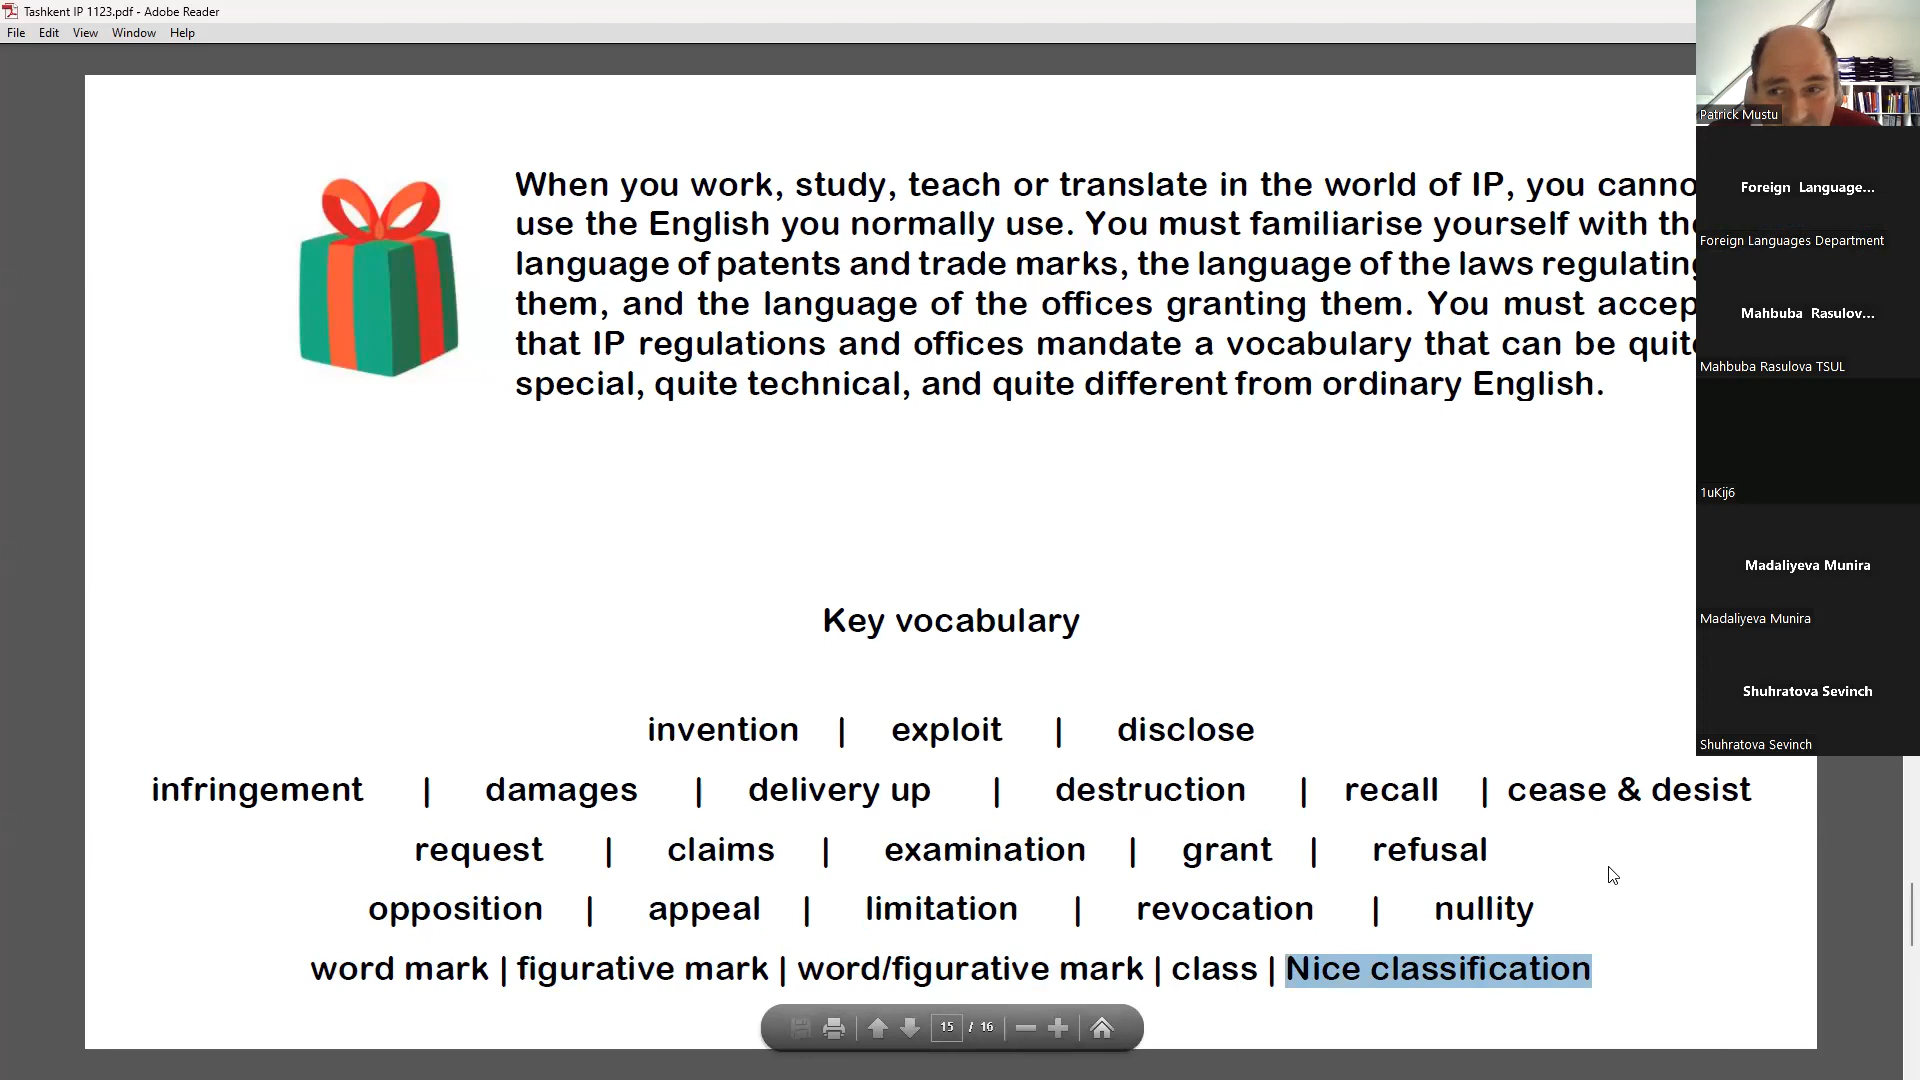 Tashkent IP 1123.pdf - Adobe Reader
File Edit View Window Help
When you work, study, teach or translate in the world of IP, you canno
use the English you normally use. You must familiarise yourself with the
language of patents and trade marks, the language of the laws regulating
them, and the language of the offices granting them. You must accep
that IP regulations and offices mandate a vocabulary that can be quite
special, quite technical, and quite different from ordinary English.
Key vocabulary
invention | exploit | disclose
infringement | damages | delivery up | destruction | recall | cease & desist
request | claims | examination | grant | refusal
opposition | appeal | limitation | revocation | nullity
word mark | figurative mark | word/figurative mark | class | Nice classification
15 / 16
Patrick Mustu
Foreign Language...
Foreign Languages Department
Mahbuba Rasulov...
Mahbuba Rasulova TSUL
1uKij6
Madaliyeva Munira
Madaliyeva Munira
Shuhratova Sevinch
Shuhratova Sevinch